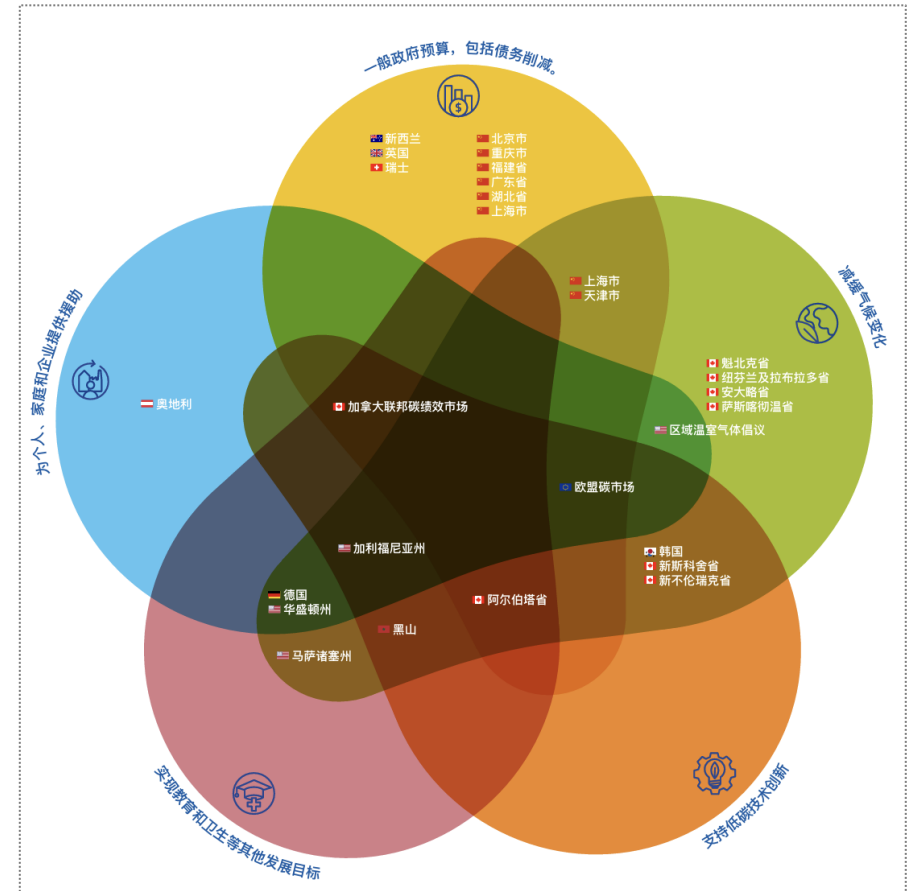 一般政府预算，包括债务削减。
新西兰
英国
瑞士
北京市
重庆市
福建省
广东省
湖北省
上海市
上海市
天津市
减缓气候变化
魁北克省
纽芬兰及拉布拉多省
安大略省
萨斯喀彻温省
区域温室气体倡议
为个人、家庭和企业提供援助
奥地利
加拿大联邦碳绩效市场
欧盟碳市场
加利福尼亚州
韩国
新斯科舍省
新不伦瑞克省
德国
华盛顿州
阿尔伯塔省
黑山
马萨诸塞州
实现教育和卫生等其他发展目标
支持低碳技术创新